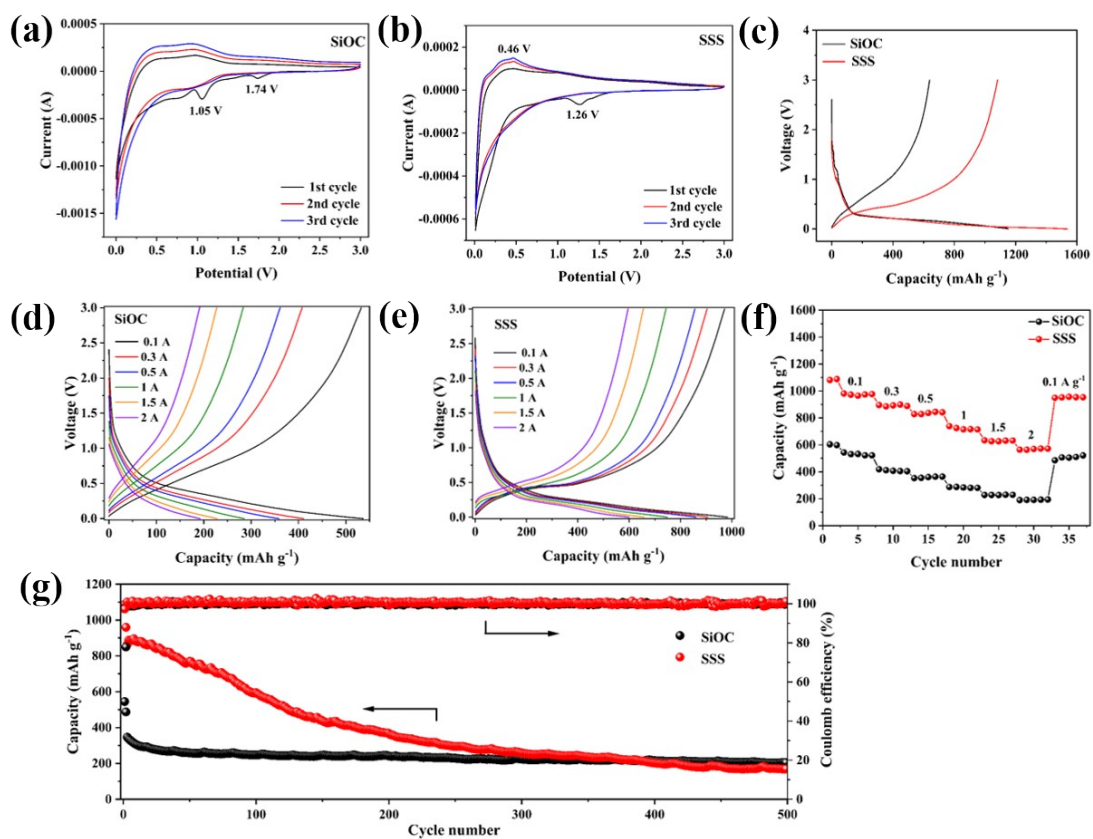 (a)
SiOC
0.0005
0.0000
-0.0005
-0.0010
-0.0015
Current (A)
1.74 V
1.05 V
1st cycle
2nd cycle
3rd cycle
0.0 0.5 1.0 1.5 2.0 2.5 3.0
Potential (V)
(b)
SSS
0.0002
0.0000
-0.0002
-0.0004
-0.0006
Current (A)
0.46 V
1.26 V
1st cycle
2nd cycle
3rd cycle
0.0 0.5 1.0 1.5 2.0 2.5 3.0
Potential (V)
(c)
SiOC
SSS
4
3
2
1
0
Voltage (V)
0 400 800 1200 1600
Capacity (mAh g-1)
(d)
SiOC
0.1 A
0.3 A
0.5 A
1 A
1.5 A
2 A
3.0
2.5
2.0
1.5
1.0
0.5
0.0
Voltage (V)
0 100 200 300 400 500
Capacity (mAh g-1)
(e)
SSS
0.1 A
0.3 A
0.5 A
1 A
1.5 A
2 A
3.0
2.5
2.0
1.5
1.0
0.5
0.0
Voltage (V)
0 200 400 600 800 1000
Capacity (mAh g-1)
(f)
SiOC
SSS
1600
1400
1200
1000
800
600
400
200
0
Capacity (mAh g-1)
0.1
0.3
0.5
1
1.5
2
0.1 A g-1
0 5 10 15 20 25 30 35
Cycle number
(g)
1200
1000
800
600
400
200
0
Capacity (mAh g-1)
SiOC
SSS
100
80
60
40
20
0
Coulomb efficiency (%)
0 100 200 300 400 500
Cycle number